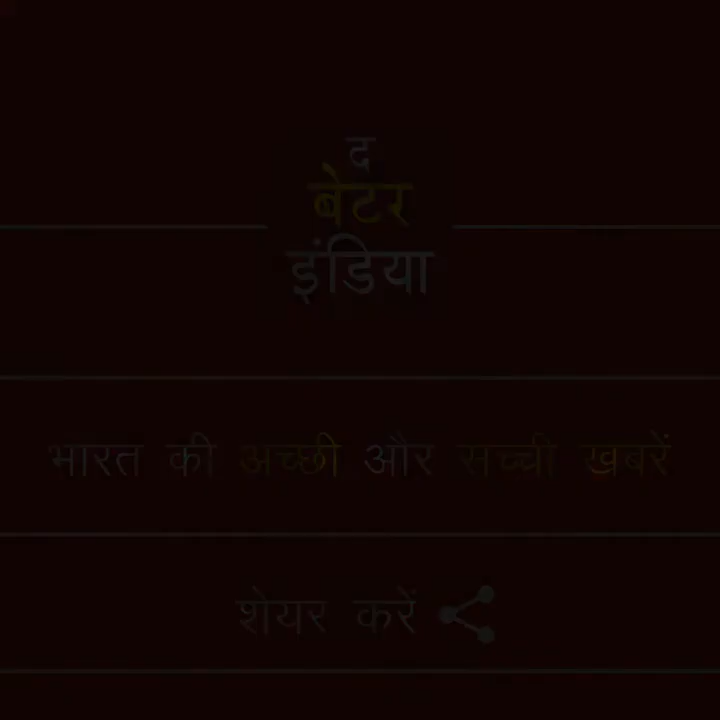 द
बेटर
इंडिया
भारत की अच्छी और सच्ची खबरें
शेयर करें